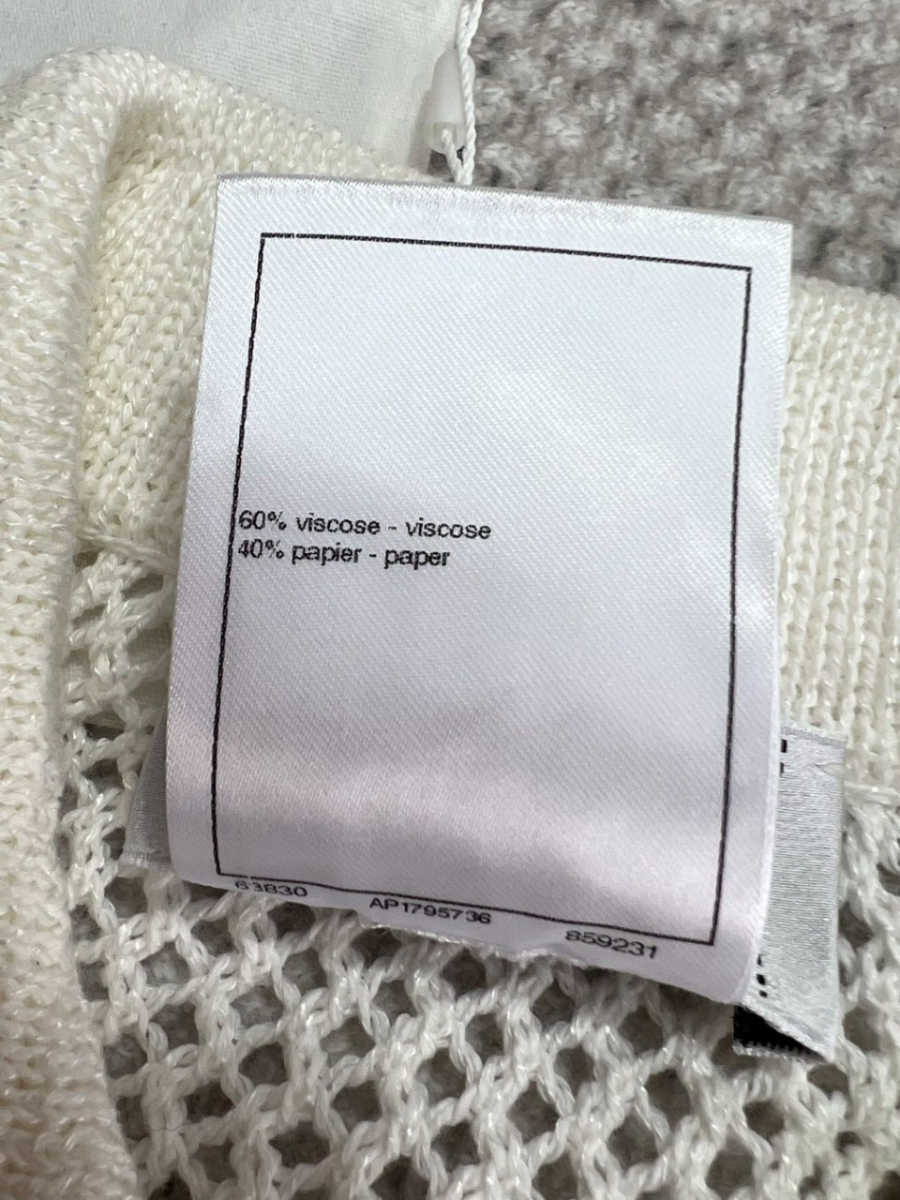 60% viscose - viscose
40% papier - paper
63830
AP1795736
859231